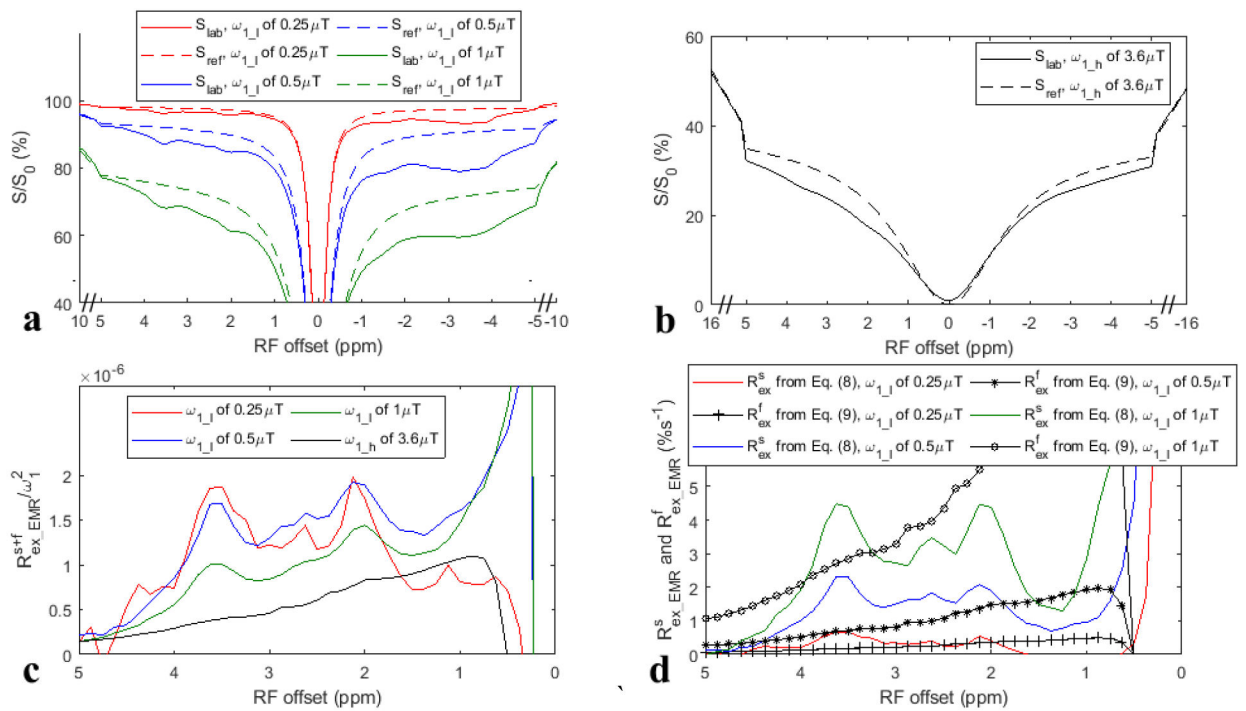 S_lab, ω_1_l of 0.25μT
S_ref, ω_1_l of 0.25μT
S_lab, ω_1_l of 0.5μT
S_ref, ω_1_l of 0.5μT
S_lab, ω_1_l of 1μT
S_ref, ω_1_l of 1μT
S/S_0 (%)
100
80
60
40
10 5 4 3 2 1 0 -1 -2 -3 -4 -5 -10
RF offset (ppm)
a
S_lab, ω_1_h of 3.6μT
S_ref, ω_1_h of 3.6μT
S/S_0 (%)
60
40
20
0
16 5 4 3 2 1 0 -1 -2 -3 -4 -5 -16
RF offset (ppm)
b
×10^-6
ω_1_l of 0.25μT
ω_1_l of 0.5μT
ω_1_l of 1μT
ω_1_h of 3.6μT
R^s+f_ex_EMR/ω_1^2
2
1.5
1
0.5
0
5 4 3 2 1 0
RF offset (ppm)
c
R^s_ex from Eq. (8), ω_1_l of 0.25μT
R^f_ex from Eq. (9), ω_1_l of 0.25μT
R^s_ex from Eq. (8), ω_1_l of 0.5μT
R^f_ex from Eq. (9), ω_1_l of 0.5μT
R^s_ex from Eq. (8), ω_1_l of 1μT
R^f_ex from Eq. (9), ω_1_l of 1μT
R^s_ex_EMR and R^f_ex_EMR (%s^-1)
5
4
3
2
1
0
5 4 3 2 1 0
RF offset (ppm)
d